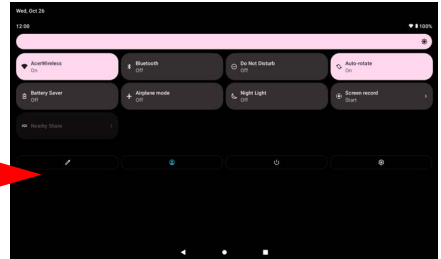 Wed, Oct 26
12:00
100%
AcerWireless
On
Bluetooth
Off
Do Not Disturb
Off
Auto-rotate
On
Battery Saver
Off
Airplane mode
Off
Night Light
Off
Screen record
Start
Nearby Share